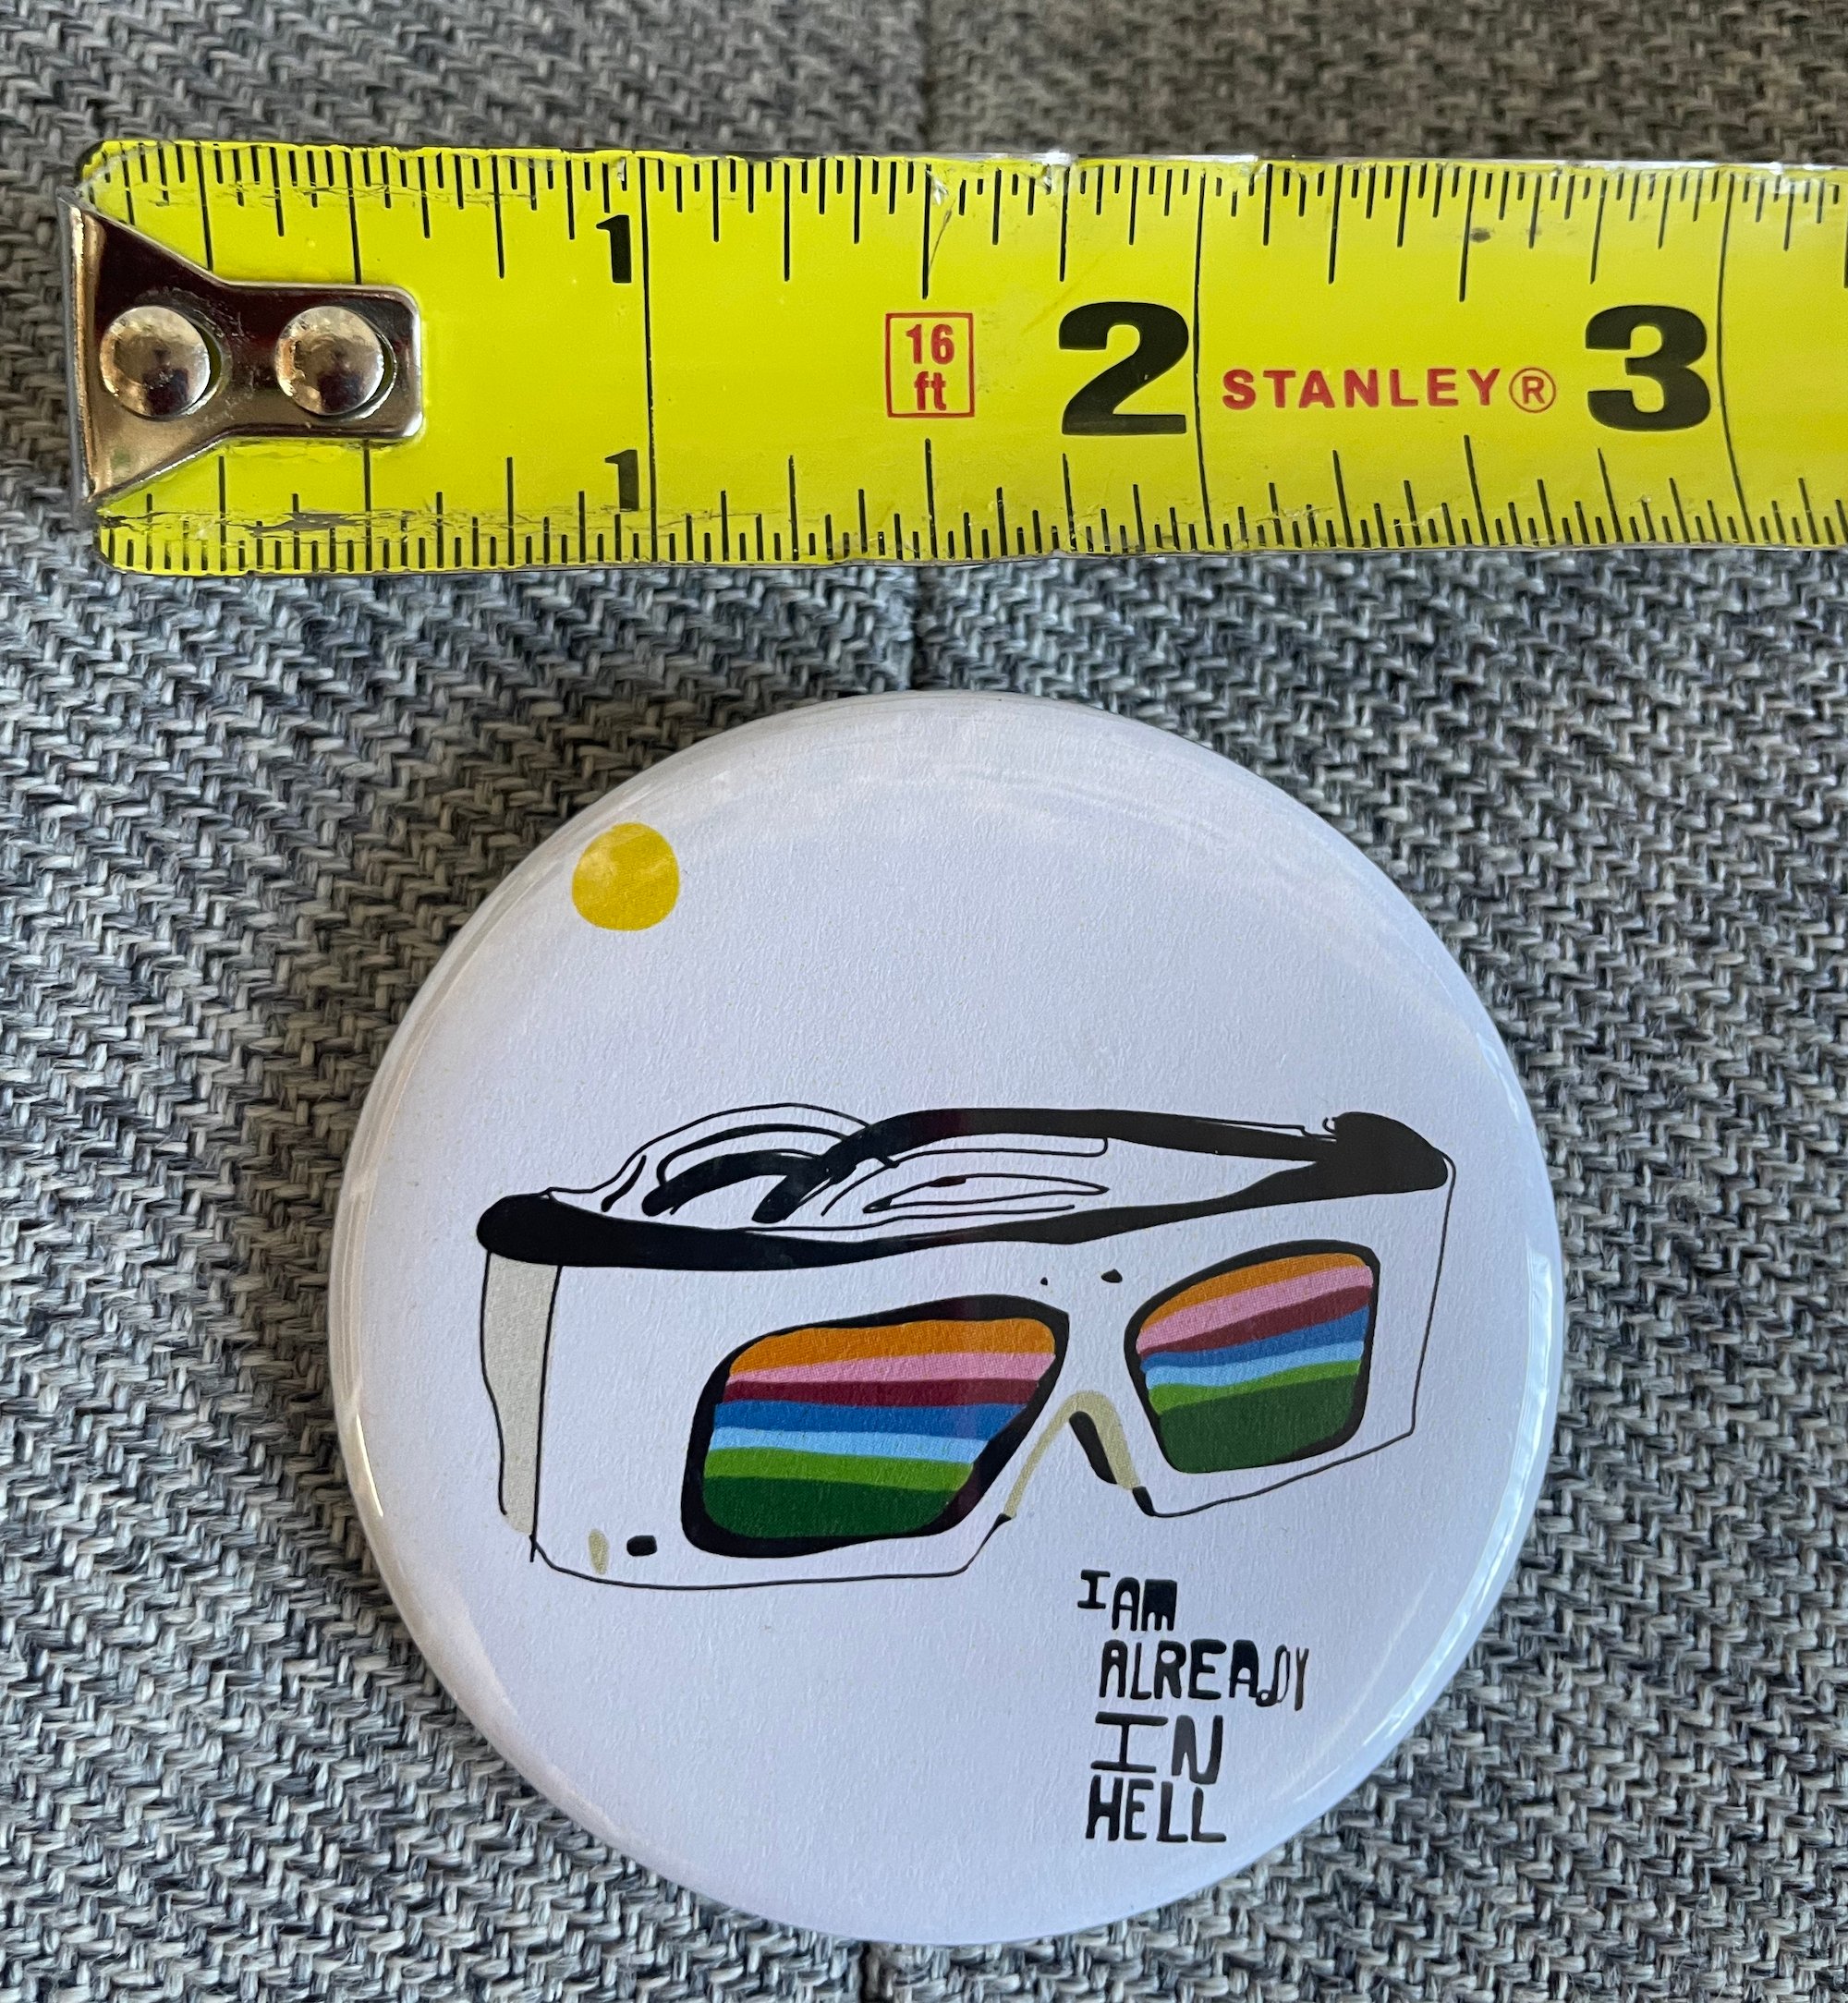 1
16
ft
2
STANLEY®
3
1
I AM
ALREADY
IN
HELL